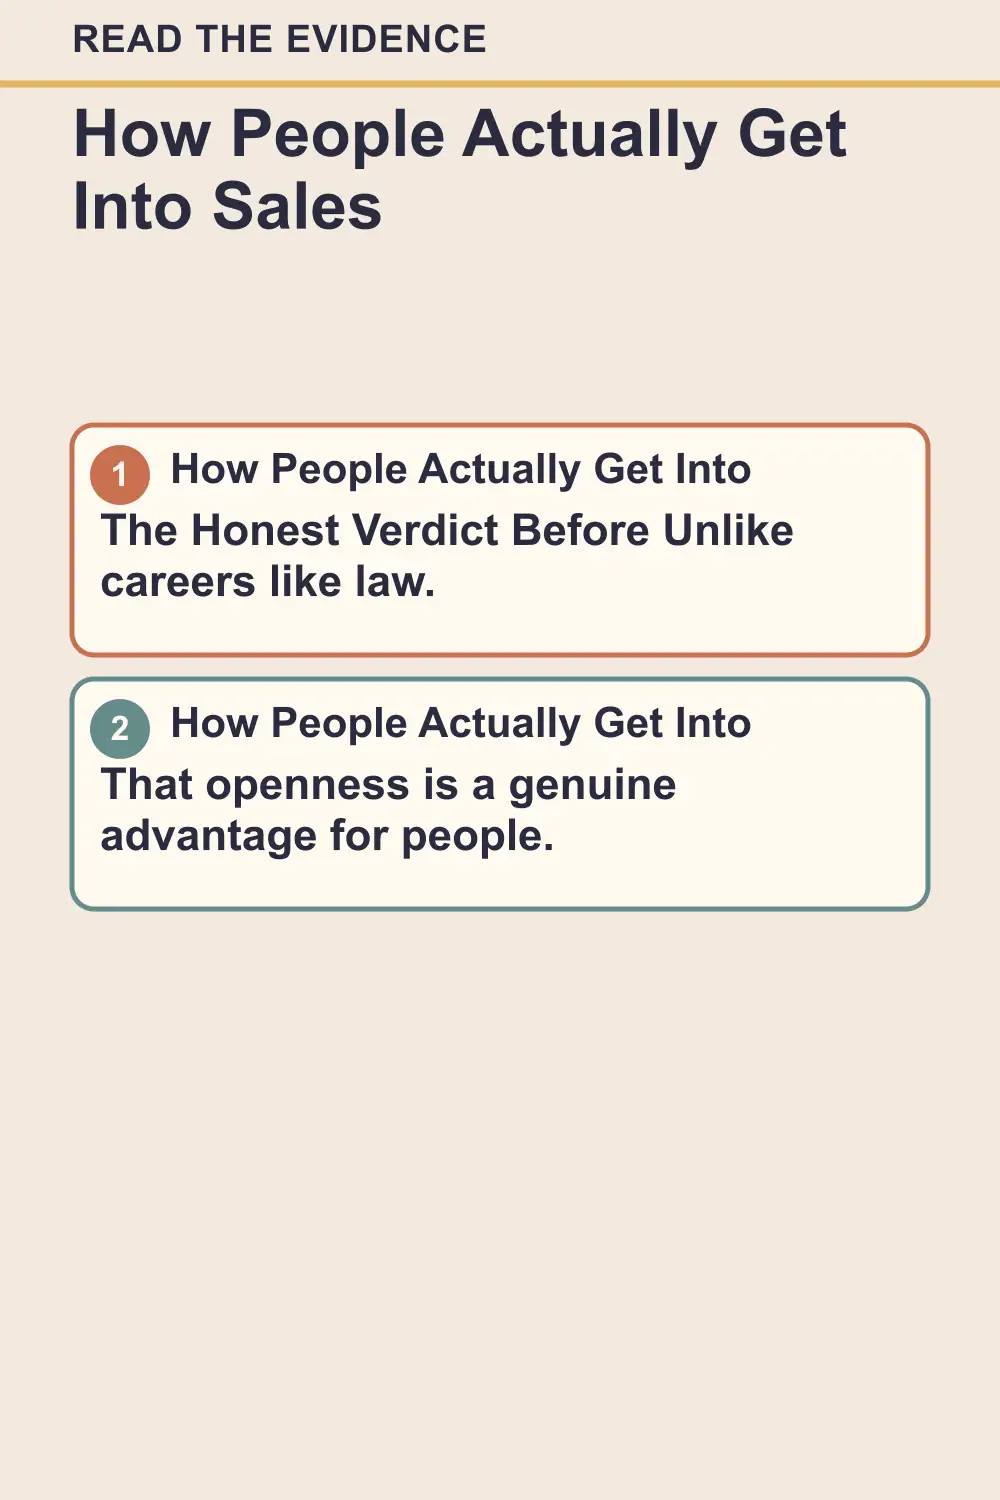 READ THE EVIDENCE
How People Actually Get
Into Sales
1 How People Actually Get Into
The Honest Verdict Before Unlike
careers like law.
2 How People Actually Get Into
That openness is a genuine
advantage for people.